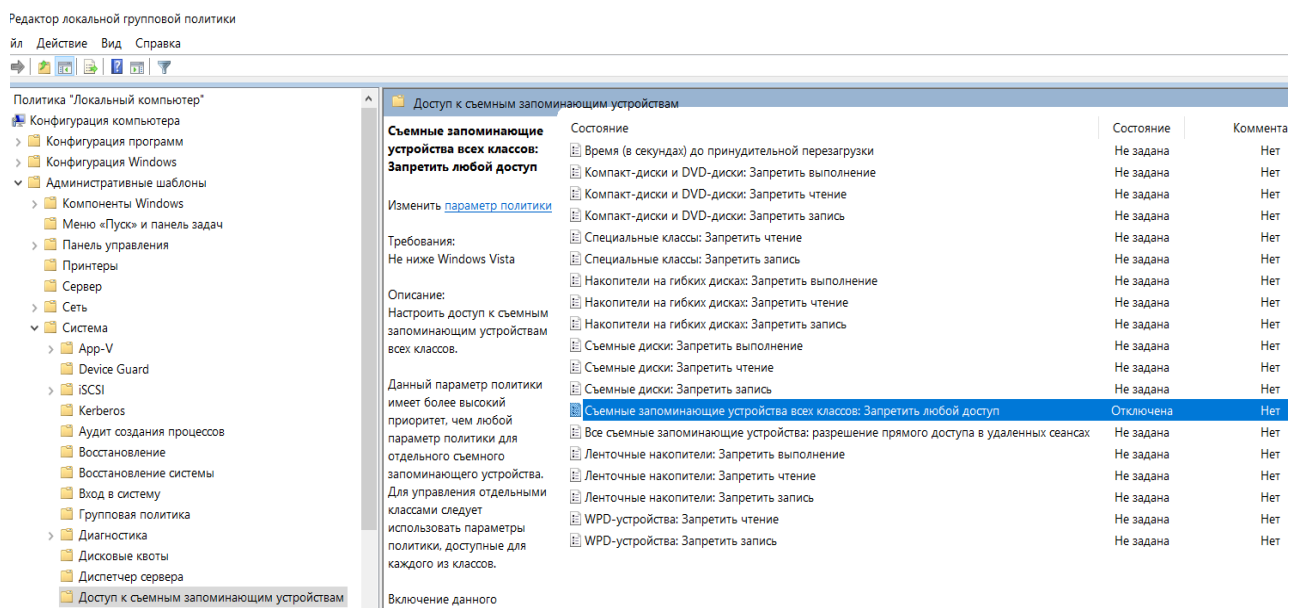 Редактор локальной групповой политики
йл Действие Вид Справка
Политика "Локальный компьютер"
Конфигурация компьютера
Конфигурация программ
Конфигурация Windows
Административные шаблоны
Компоненты Windows
Меню «Пуск» и панель задач
Панель управления
Принтеры
Сервер
Сеть
Система
App-V
Device Guard
iSCSI
Kerberos
Аудит создания процессов
Восстановление
Восстановление системы
Вход в систему
Групповая политика
Диагностика
Дисковые квоты
Диспетчер сервера
Доступ к съемным запоминающим устройствам
Доступ к съемным запоминающим устройствам
Съемные запоминающие
устройства всех классов:
Запретить любой доступ
Изменить параметр политики
Требования:
Не ниже Windows Vista
Описание:
Настроить доступ к съемным
запоминающим устройствам
всех классов.
Данный параметр политики
имеет более высокий
приоритет, чем любой
параметр политики для
отдельного съемного
запоминающего устройства.
Для управления отдельными
классами следует
использовать параметры
политики, доступные для
каждого из классов.
Включение данного
Состояние Состояние Коммента
Время (в секундах) до принудительной перезагрузки Не задана Нет
Компакт-диски и DVD-диски: Запретить выполнение Не задана Нет
Компакт-диски и DVD-диски: Запретить чтение Не задана Нет
Компакт-диски и DVD-диски: Запретить запись Не задана Нет
Специальные классы: Запретить чтение Не задана Нет
Специальные классы: Запретить запись Не задана Нет
Накопители на гибких дисках: Запретить выполнение Не задана Нет
Накопители на гибких дисках: Запретить чтение Не задана Нет
Накопители на гибких дисках: Запретить запись Не задана Нет
Съемные диски: Запретить выполнение Не задана Нет
Съемные диски: Запретить чтение Не задана Нет
Съемные диски: Запретить запись Не задана Нет
Съемные запоминающие устройства всех классов: Запретить любой доступ Отключена Нет
Все съемные запоминающие устройства: разрешение прямого доступа в удаленных сеансах Не задана Нет
Ленточные накопители: Запретить выполнение Не задана Нет
Ленточные накопители: Запретить чтение Не задана Нет
Ленточные накопители: Запретить запись Не задана Нет
WPD-устройства: Запретить чтение Не задана Нет
WPD-устройства: Запретить запись Не задана Нет